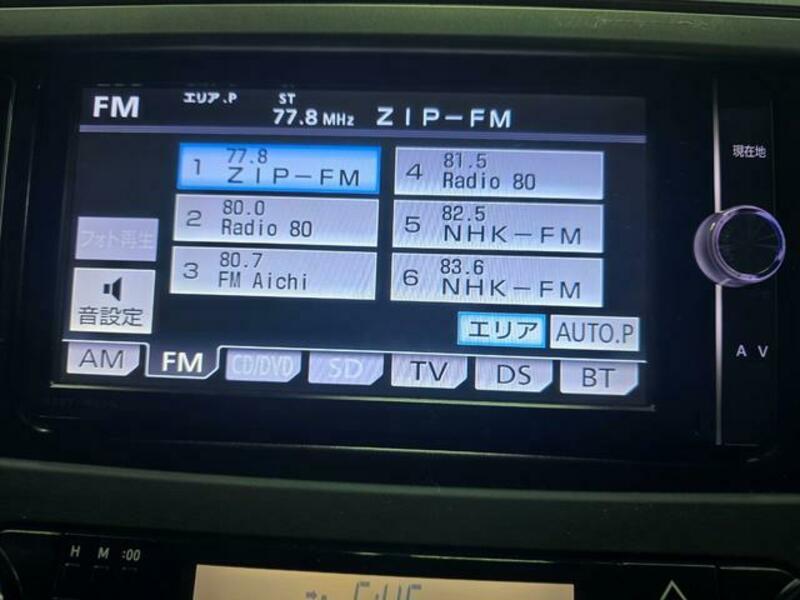 FM エリア.P ST
77.8 MHz ZIP-FM
現在地
1 77.8 ZIP-FM
4 81.5 Radio 80
2 80.0 Radio 80
5 82.5 NHK-FM
3 80.7 FM Aichi
6 83.6 NHK-FM
フォト再生
音設定
エリア AUTO.P
A V
AM FM CD/DVD SD TV DS BT
H M :00